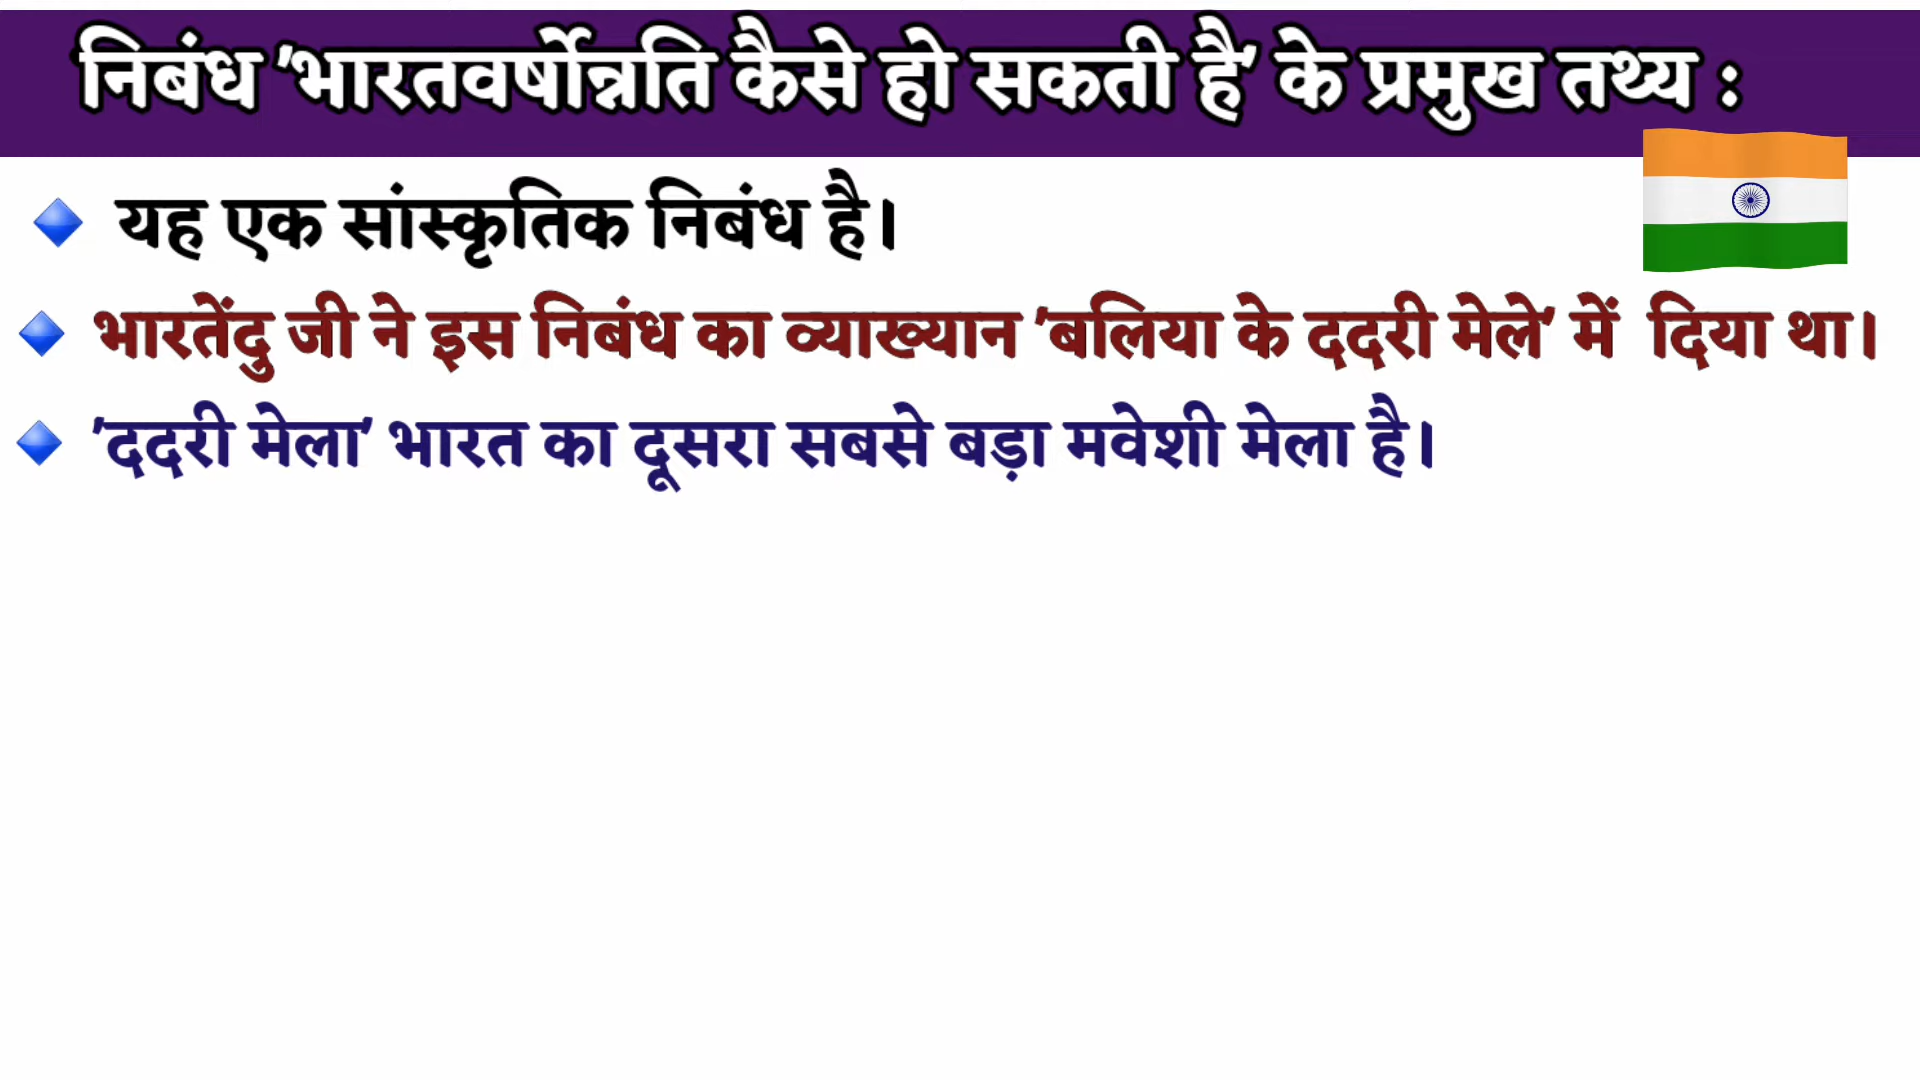 निबंध 'भारतवर्षोन्नति कैसे हो सकती है' के प्रमुख तथ्य :
यह एक सांस्कृतिक निबंध है।
भारतेंदु जी ने इस निबंध का व्याख्यान 'बलिया के ददरी मेले' में दिया था।
'ददरी मेला' भारत का दूसरा सबसे बड़ा मवेशी मेला है।